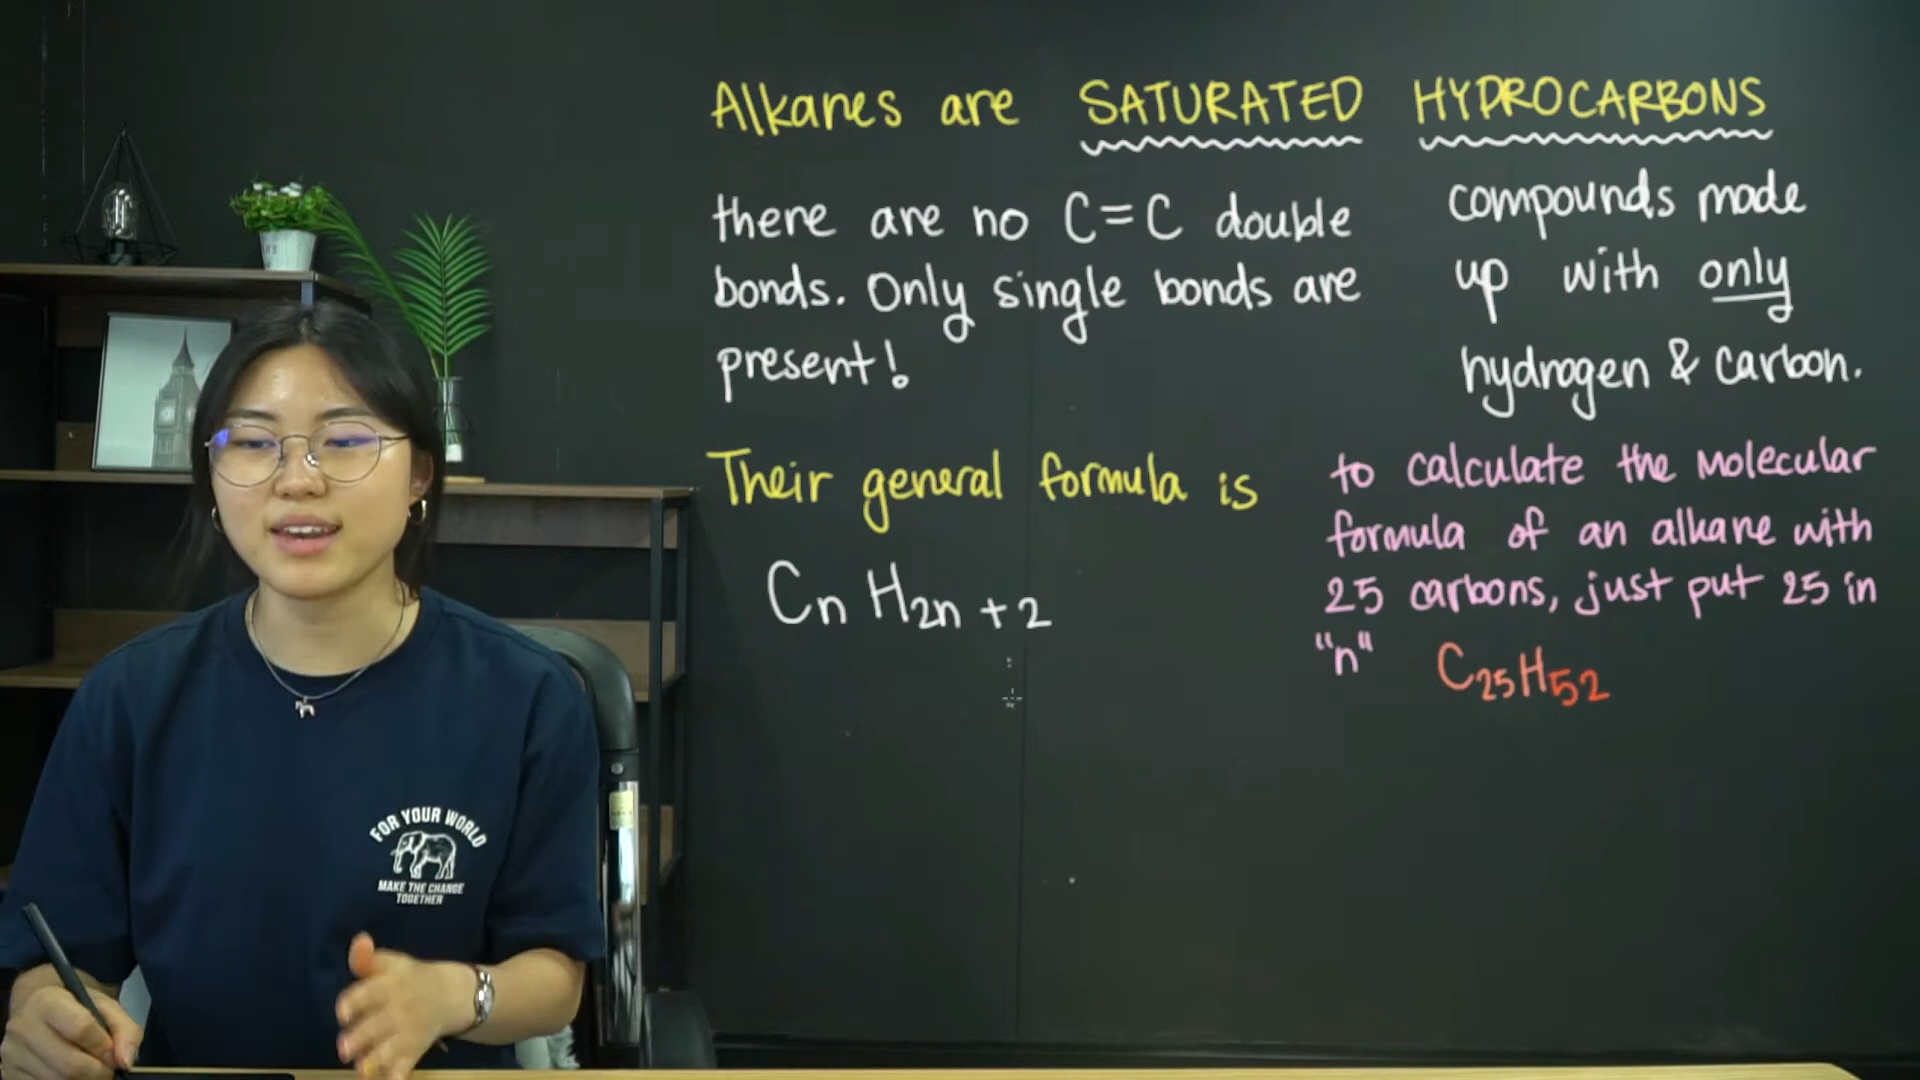 Alkanes are SATURATED HYDROCARBONS
there are no C=C double
bonds. Only single bonds are
present!
compounds made
up with only
hydrogen & carbon.
Their general formula is
CnH2n+2
to calculate the molecular
formula of an alkane with
25 carbons, just put 25 in
"n" C25H52
FOR YOUR WORLD
MAKE THE CHANGE
TOGETHER